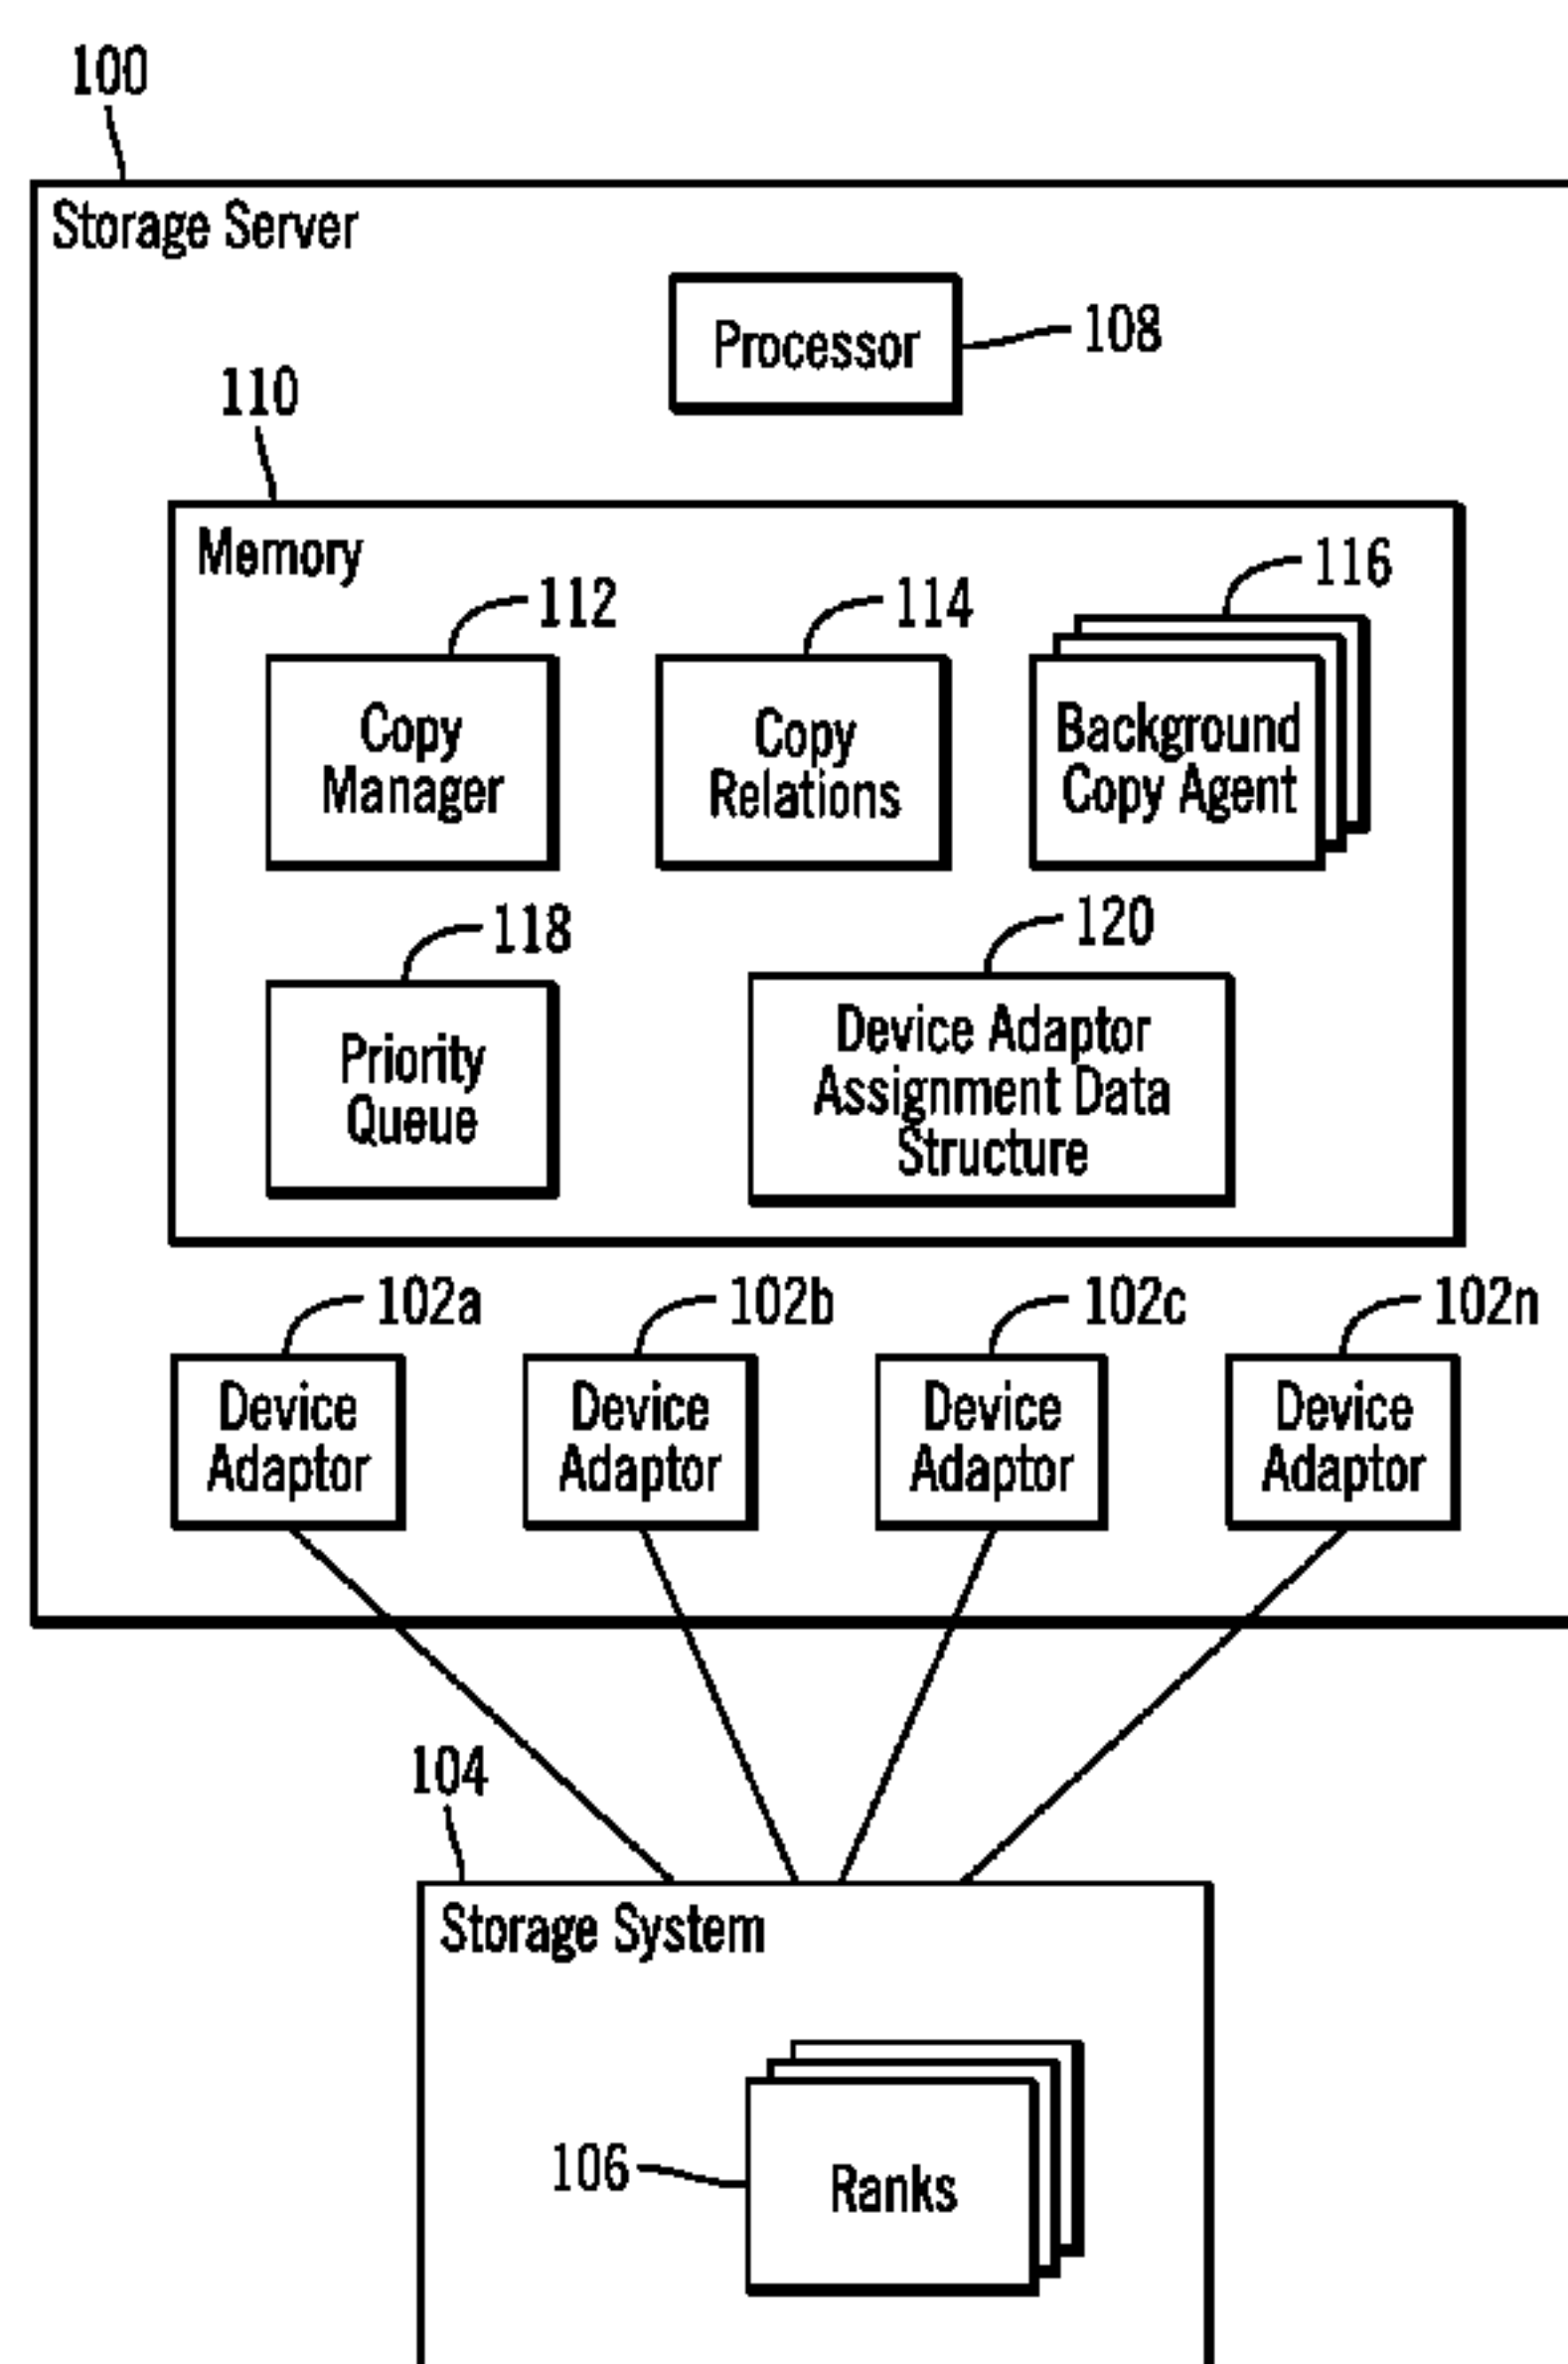 100
Storage Server
Processor
108
110
Memory
112
114
116
Copy
Manager
Copy
Relations
Background
Copy Agent
118
120
Priority
Queue
Device Adaptor
Assignment Data
Structure
102a
102b
102c
102n
Device
Adaptor
Device
Adaptor
Device
Adaptor
Device
Adaptor
104
Storage System
106
Ranks